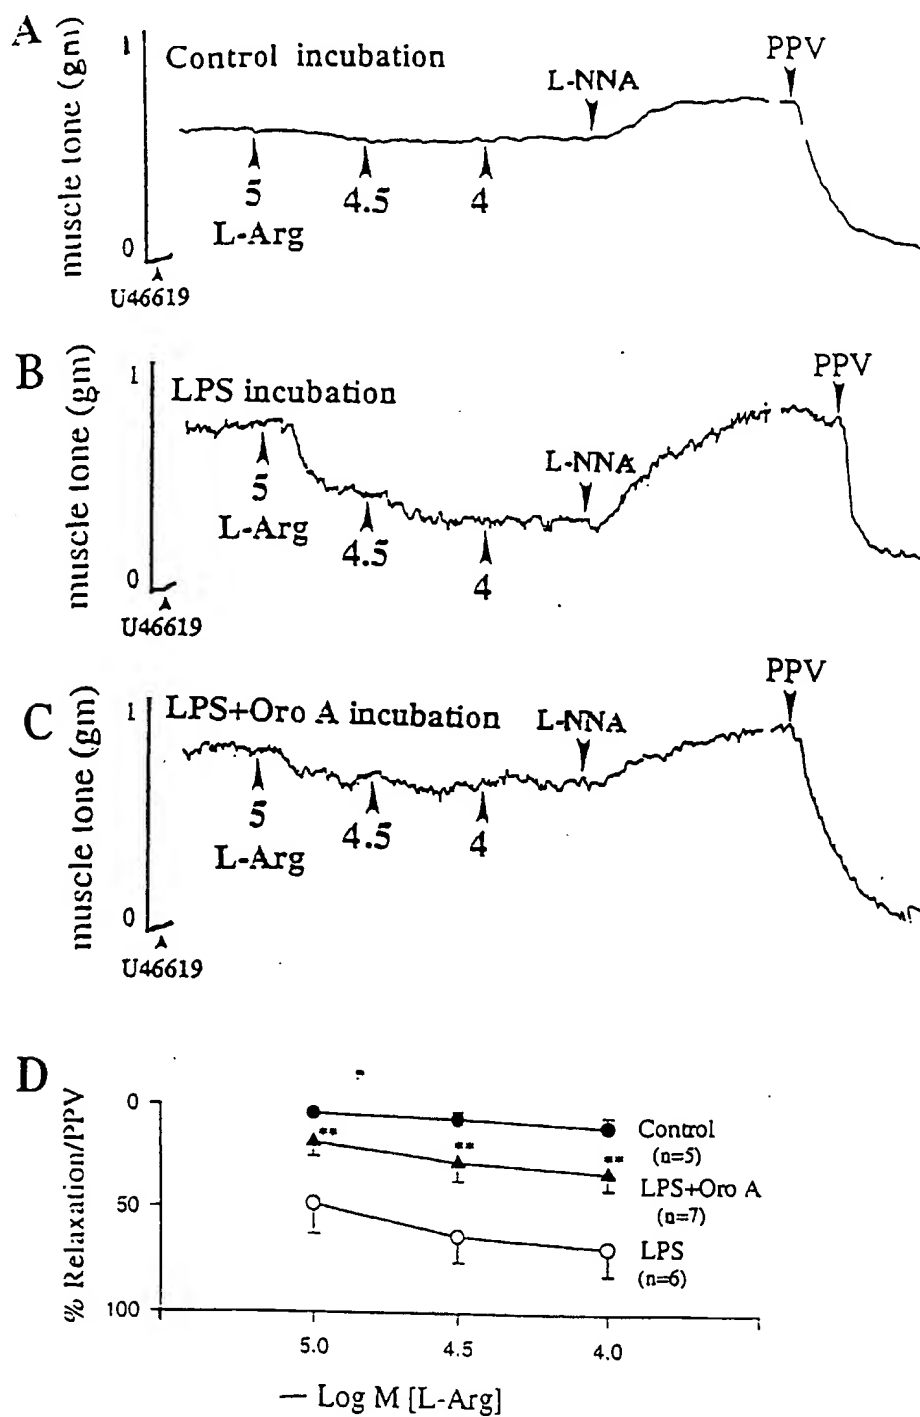 A
muscle tone (gm)
1
0
Control incubation
L-NNA
PPV
5
4.5
4
L-Arg
U46619
B
muscle tone (gm)
1
0
LPS incubation
L-NNA
PPV
5
4.5
4
L-Arg
U46619
C
muscle tone (gm)
1
0
LPS+Oro A incubation
L-NNA
PPV
5
4.5
4
L-Arg
U46619
D
% Relaxation/PPV
0
50
100
**
**
**
Control
(n=5)
LPS+Oro A
(n=7)
LPS
(n=6)
5.0
4.5
4.0
— Log M [L-Arg]